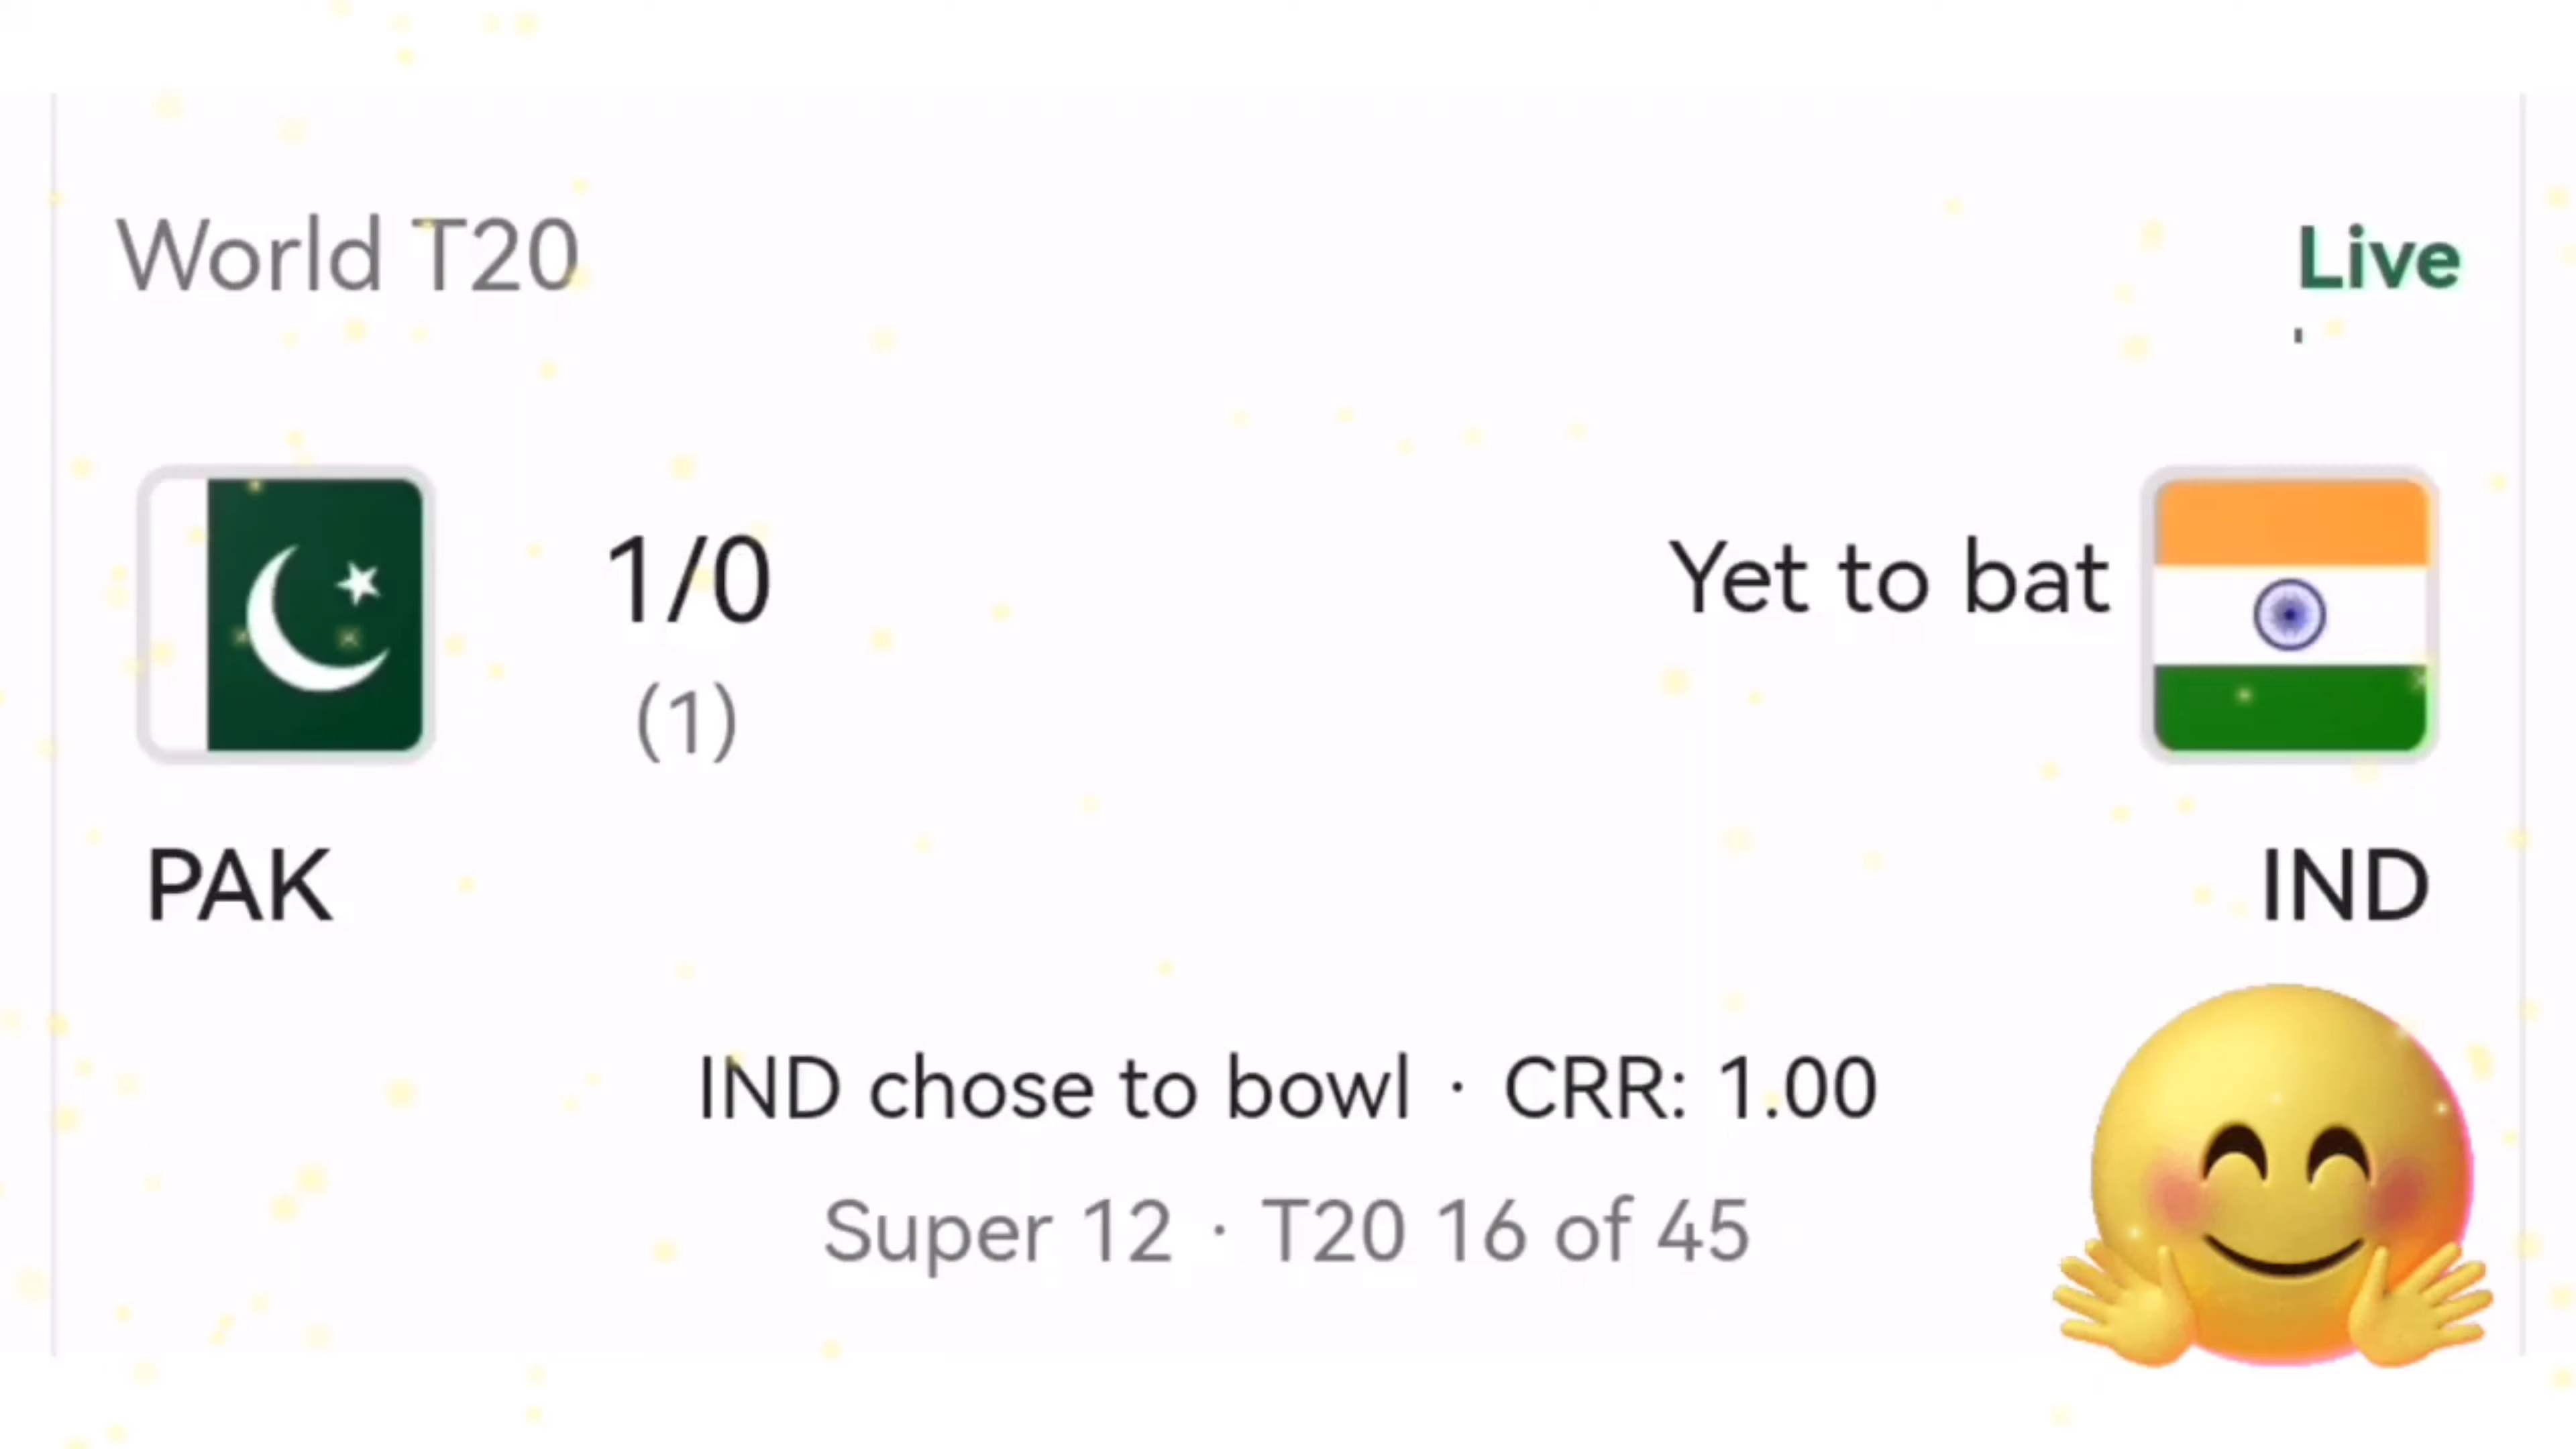 World T20
Live
1/0
(1)
Yet to bat
PAK
IND
IND chose to bowl · CRR: 1.00
Super 12 · T20 16 of 45